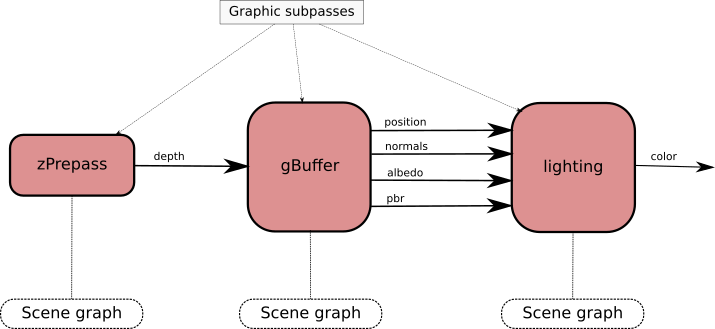 Graphic subpasses
zPrepass
depth
gBuffer
position
normals
albedo
pbr
lighting
color
Scene graph
Scene graph
Scene graph